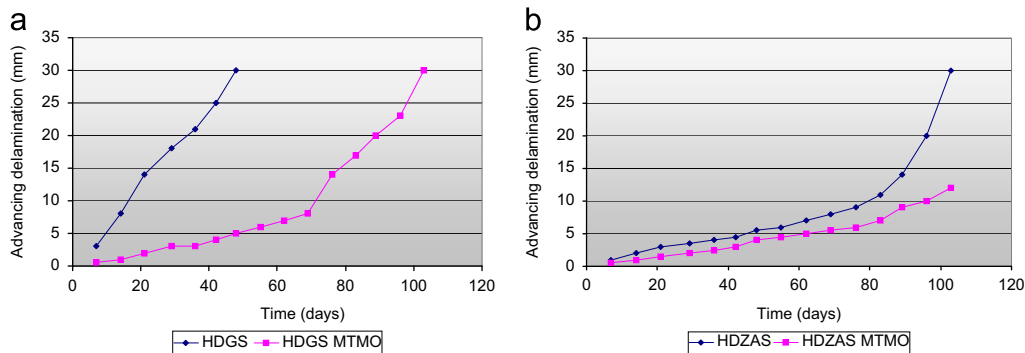 a
35
30
25
20
15
10
5
0
Advancing delamination (mm)
0 20 40 60 80 100 120
Time (days)
HDGS HDGS MTMO
b
35
30
25
20
15
10
5
0
Advancing delamination (mm)
0 20 40 60 80 100 120
Time (days)
HDZAS HDZAS MTMO